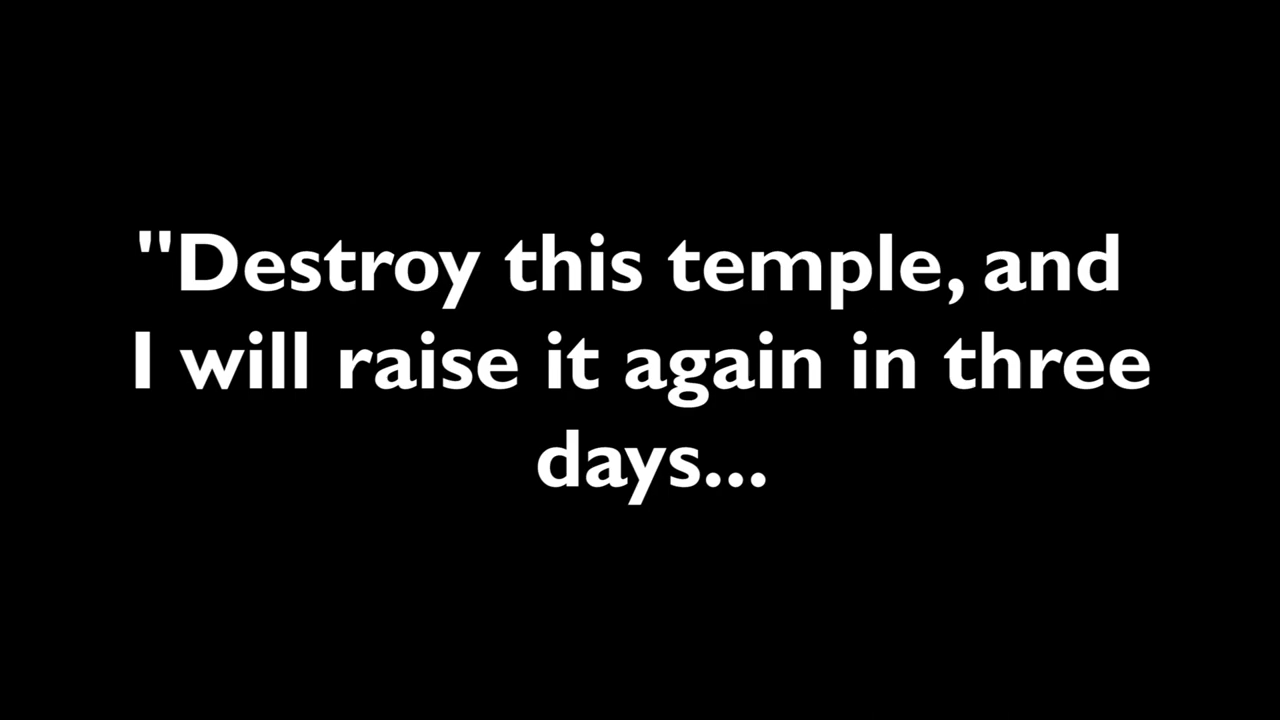 "Destroy this temple, and
I will raise it again in three
days...